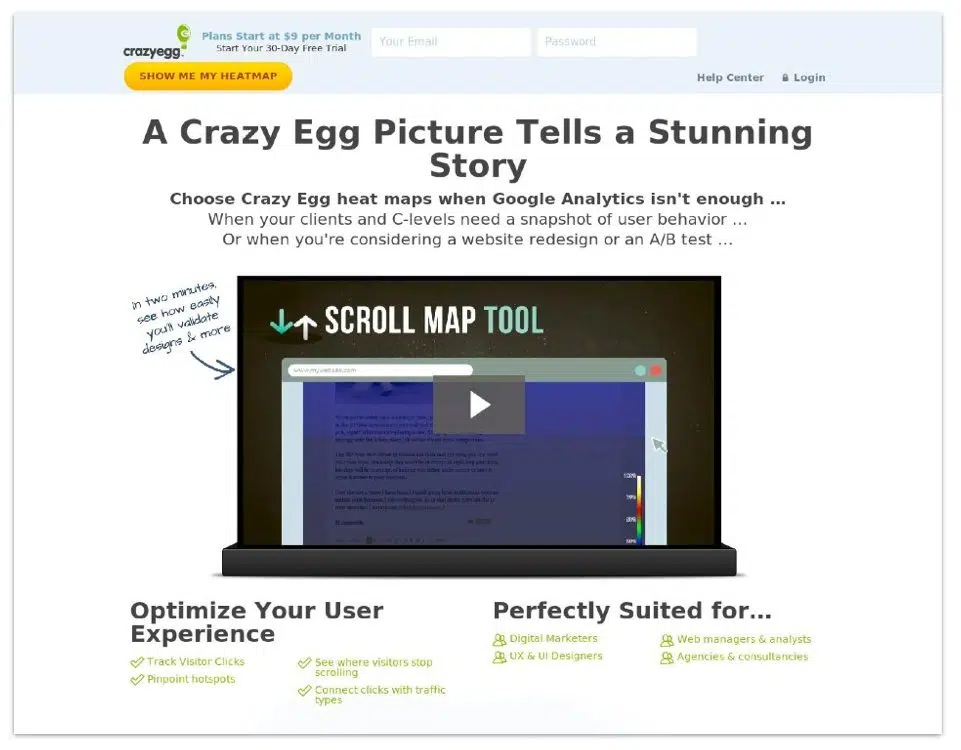 crazyegg
Plans Start at $9 per Month
Start Your 30-Day Free Trial
Your Email
Password
SHOW ME MY HEATMAP
Help Center
Login
A Crazy Egg Picture Tells a Stunning
Story
Choose Crazy Egg heat maps when Google Analytics isn't enough ...
When your clients and C-levels need a snapshot of user behavior ...
Or when you're considering a website redesign or an A/B test ...
in two minutes,
see how easily
you'll validate
designs & more
SCROLL MAP TOOL
www.mywebsite.com
100%
Optimize Your User
Experience
Track Visitor Clicks
Pinpoint hotspots
See where visitors stop
scrolling
Connect clicks with traffic
types
Perfectly Suited for...
Digital Marketers
UX & UI Designers
Web managers & analysts
Agencies & consultancies